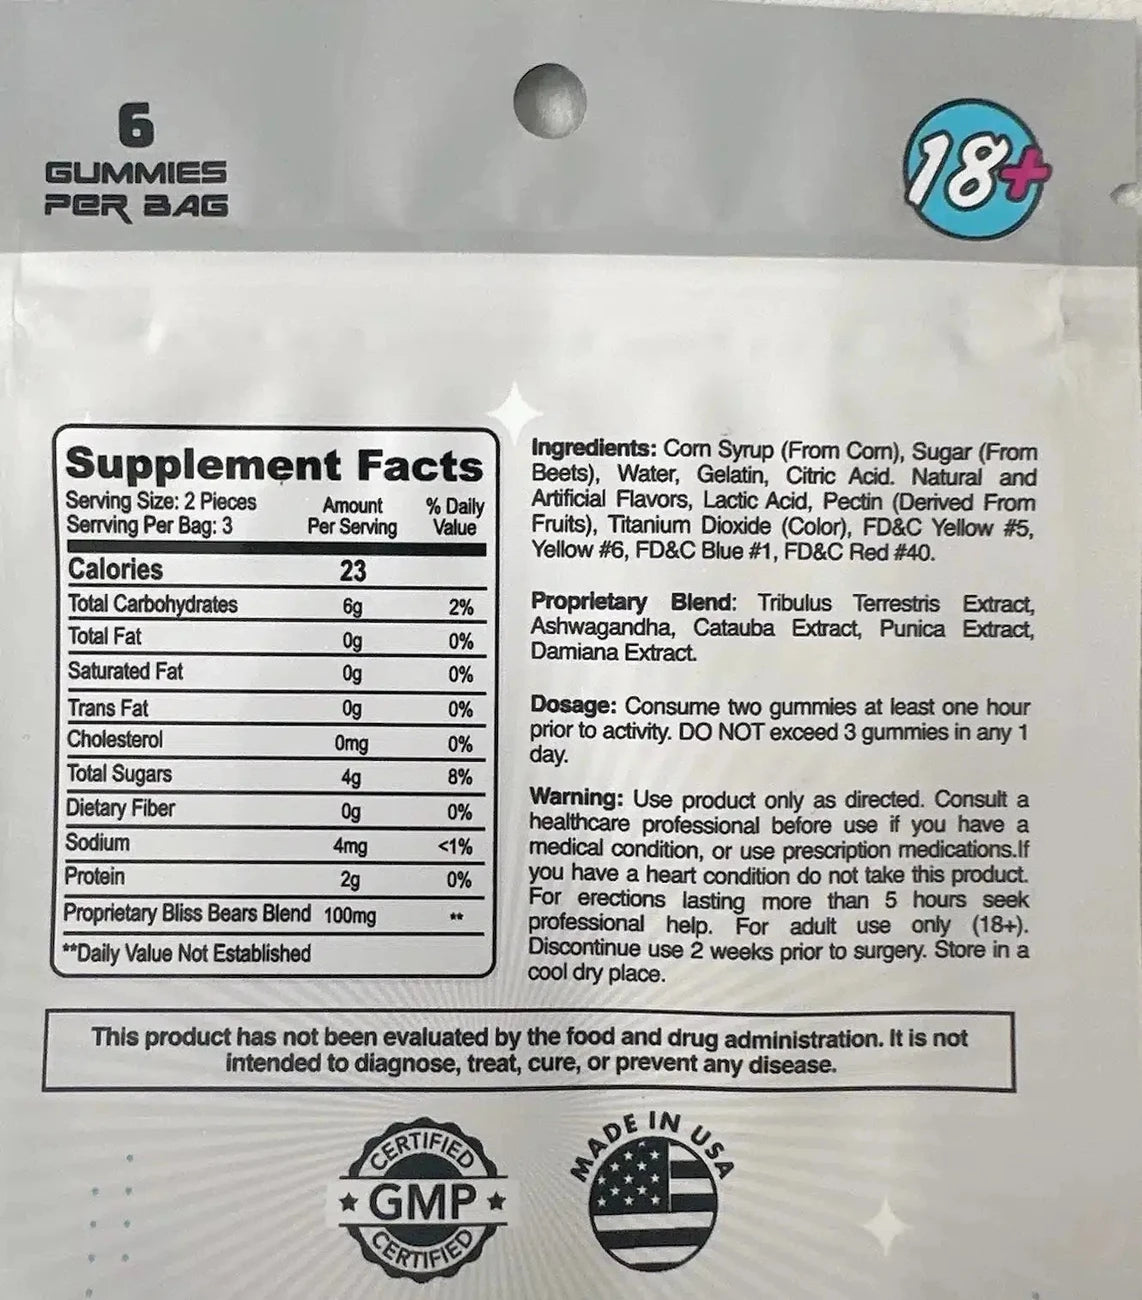 6
GUMMIES
PER BAG
18+
Supplement Facts
Serving Size: 2 Pieces
Serrving Per Bag: 3
Amount
Per Serving
% Daily
Value
Calories 23
Total Carbohydrates 6g 2%
Total Fat 0g 0%
Saturated Fat 0g 0%
Trans Fat 0g 0%
Cholesterol 0mg 0%
Total Sugars 4g 8%
Dietary Fiber 0g 0%
Sodium 4mg <1%
Protein 2g 0%
Proprietary Bliss Bears Blend 100mg **
**Daily Value Not Established
Ingredients: Corn Syrup (From Corn), Sugar (From
Beets), Water, Gelatin, Citric Acid. Natural and
Artificial Flavors, Lactic Acid, Pectin (Derived From
Fruits), Titanium Dioxide (Color), FD&C Yellow #5,
Yellow #6, FD&C Blue #1, FD&C Red #40.
Proprietary Blend: Tribulus Terrestris Extract,
Ashwagandha, Catauba Extract, Punica Extract,
Damiana Extract.
Dosage: Consume two gummies at least one hour
prior to activity. DO NOT exceed 3 gummies in any 1
day.
Warning: Use product only as directed. Consult a
healthcare professional before use if you have a
medical condition, or use prescription medications.If
you have a heart condition do not take this product.
For erections lasting more than 5 hours seek
professional help. For adult use only (18+).
Discontinue use 2 weeks prior to surgery. Store in a
cool dry place.
This product has not been evaluated by the food and drug administration. It is not
intended to diagnose, treat, cure, or prevent any disease.
CERTIFIED
GMP
CERTIFIED
MADE IN USA